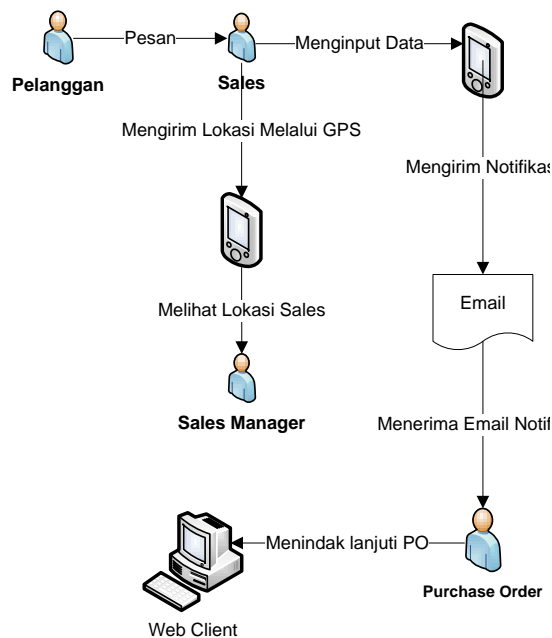 Pesan
Menginput Data
Pelanggan
Sales
Mengirim Lokasi Melalui GPS
Mengirim Notifikas
Melihat Lokasi Sales
Email
Sales Manager
Menerima Email Notif
Menindak lanjuti PO
Purchase Order
Web Client